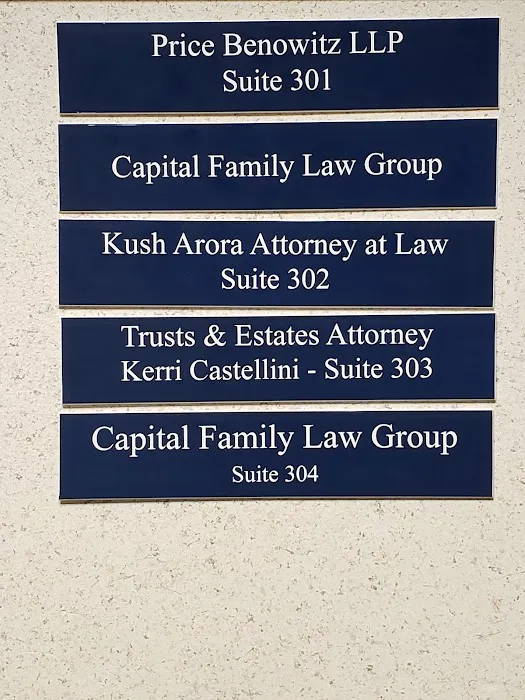 Price Benowitz LLP
Suite 301
Capital Family Law Group
Kush Arora Attorney at Law
Suite 302
Trusts & Estates Attorney
Kerri Castellini - Suite 303
Capital Family Law Group
Suite 304